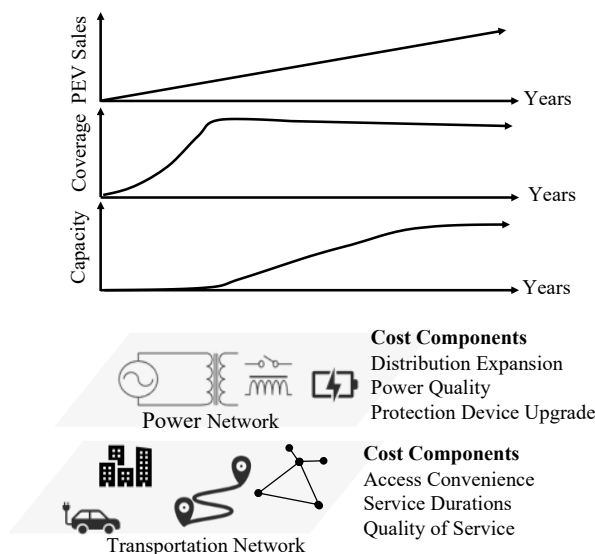 PEV Sales
Years
Coverage
Years
Capacity
Years
Cost Components
Distribution Expansion
Power Quality
Protection Device Upgrade
Power Network
Cost Components
Access Convenience
Service Durations
Quality of Service
Transportation Network